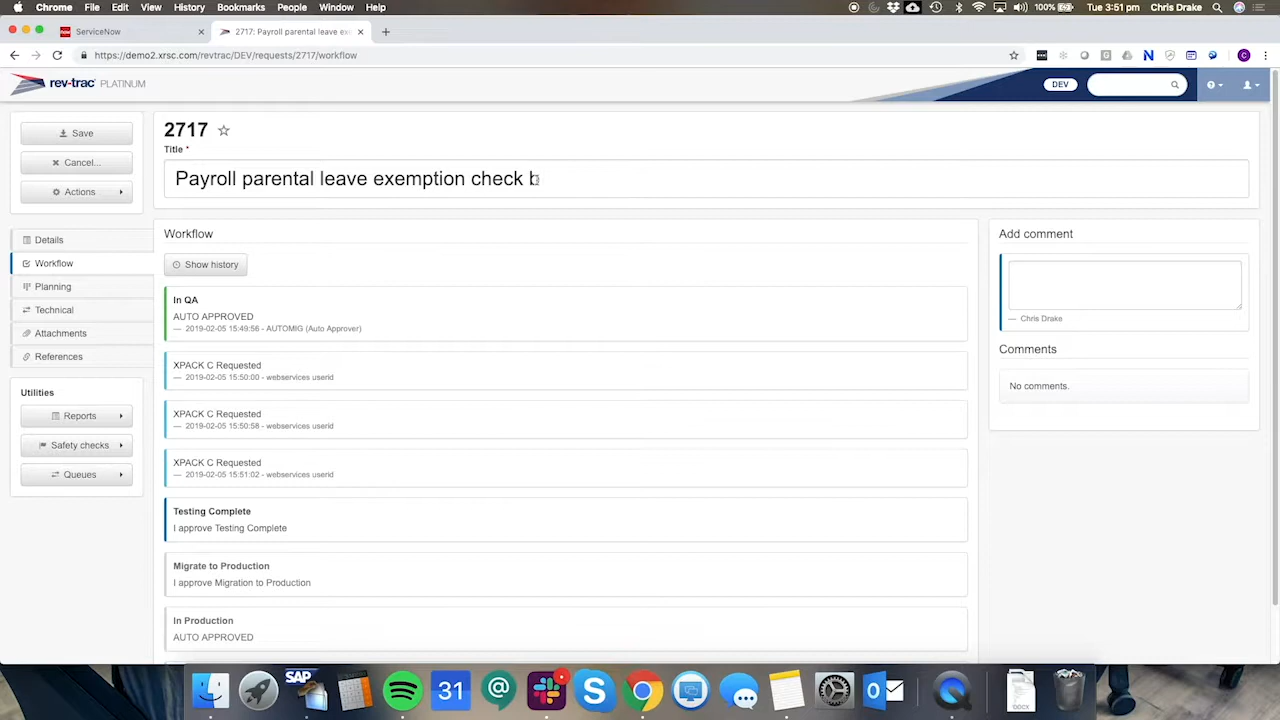 Chrome File Edit View History Bookmarks People Window Help 100% Tue 3:51 pm Chris Drake
ServiceNow 2717: Payroll parental leave ex
https://demo2.xrsc.com/revtrac/DEV/requests/2717/workflow
rev-trac PLATINUM DEV
Save
Cancel...
Actions
2717
Title *
Payroll parental leave exemption check b
Details
Workflow
Planning
Technical
Attachments
References
Utilities
Reports
Safety checks
Queues
Workflow
Show history
In QA
AUTO APPROVED
— 2019-02-05 15:49:56 - AUTOMIG (Auto Approver)
XPACK C Requested
— 2019-02-05 15:50:00 - webservices userid
XPACK C Requested
— 2019-02-05 15:50:58 - webservices userid
XPACK C Requested
— 2019-02-05 15:51:02 - webservices userid
Testing Complete
I approve Testing Complete
Migrate to Production
I approve Migration to Production
In Production
AUTO APPROVED
Add comment
— Chris Drake
Comments
No comments.
SAP
31
DOCX